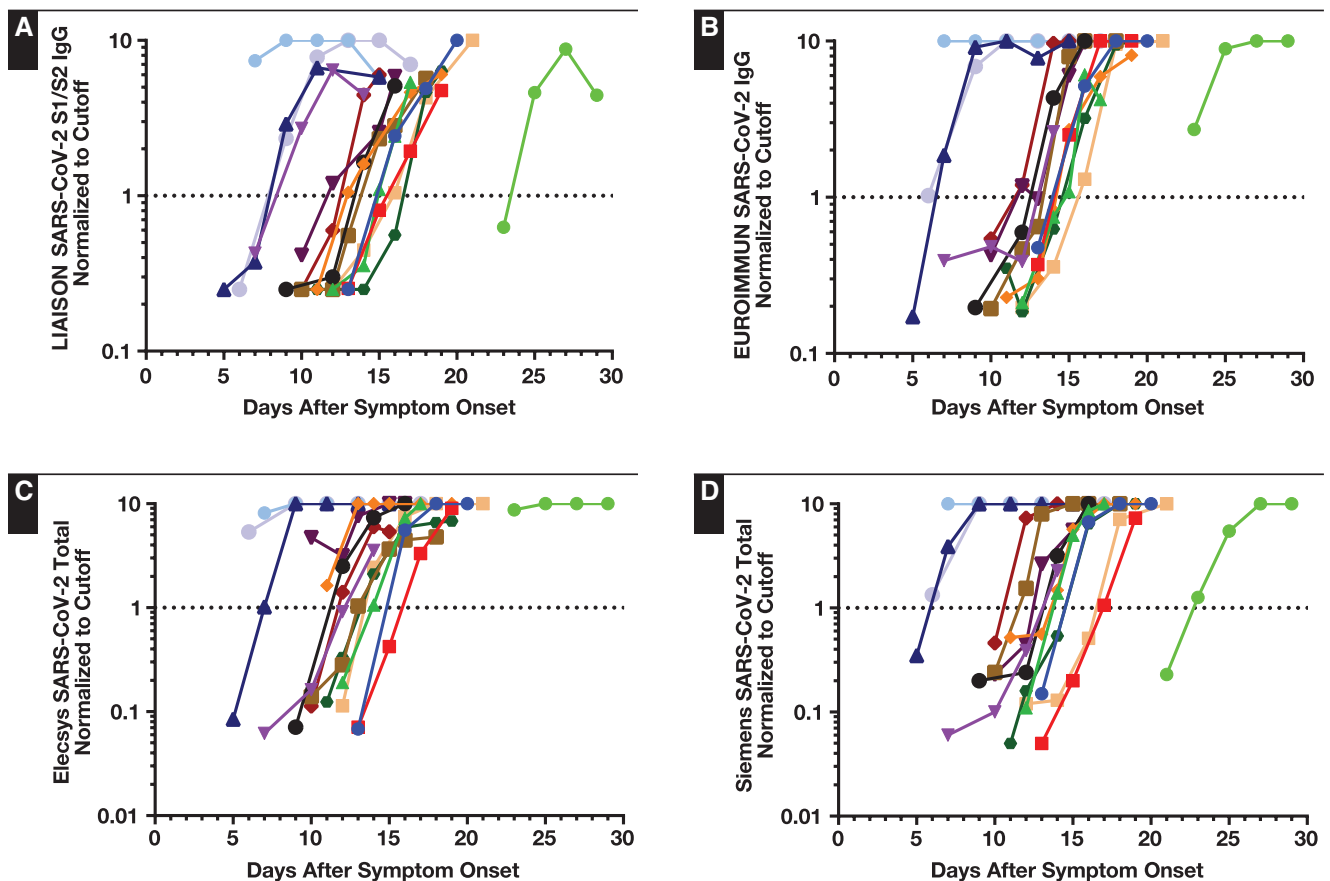 A
LIAISON SARS-CoV-2 S1/S2 IgG
Normalized to Cutoff
10
1
0.1
0 5 10 15 20 25 30
Days After Symptom Onset
B
EUROIMMUN SARS-CoV-2 IgG
Normalized to Cutoff
10
1
0.1
0 5 10 15 20 25 30
Days After Symptom Onset
C
Elecsys SARS-CoV-2 Total
Normalized to Cutoff
10
1
0.1
0.01
0 5 10 15 20 25 30
Days After Symptom Onset
D
Siemens SARS-CoV-2 Total
Normalized to Cutoff
10
1
0.1
0.01
0 5 10 15 20 25 30
Days After Symptom Onset